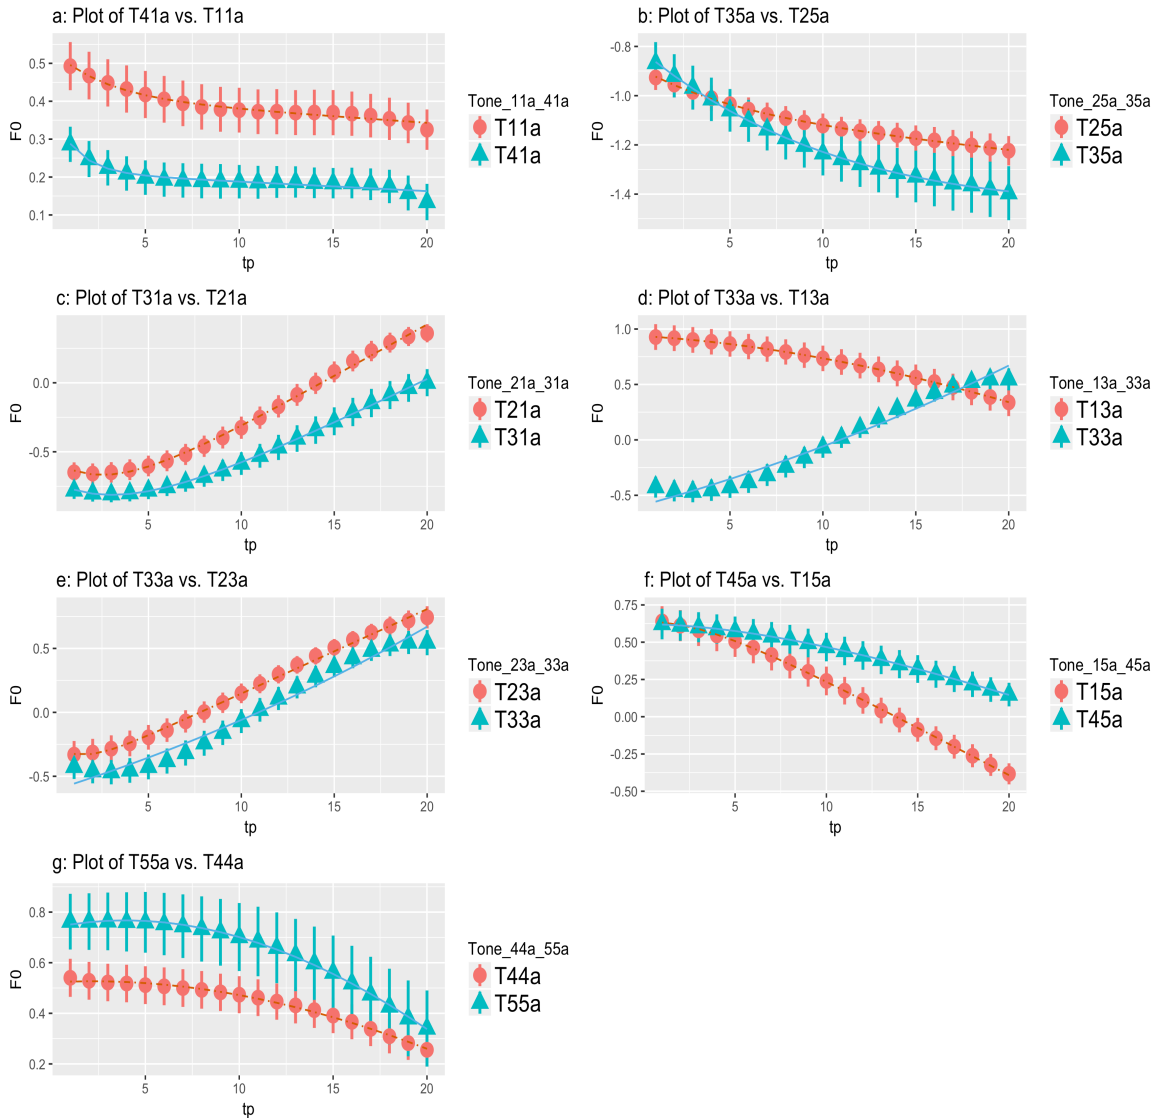 a: Plot of T41a vs. T11a
0.5
0.4
0.3
0.2
0.1
F0
5 10 15 20
tp
Tone_11a_41a
T11a
T41a
b: Plot of T35a vs. T25a
-0.8
-1.0
-1.2
-1.4
F0
5 10 15 20
tp
Tone_25a_35a
T25a
T35a
c: Plot of T31a vs. T21a
0.0
-0.5
F0
5 10 15 20
tp
Tone_21a_31a
T21a
T31a
d: Plot of T33a vs. T13a
1.0
0.5
0.0
-0.5
F0
5 10 15 20
tp
Tone_13a_33a
T13a
T33a
e: Plot of T33a vs. T23a
0.5
0.0
-0.5
F0
5 10 15 20
tp
Tone_23a_33a
T23a
T33a
f: Plot of T45a vs. T15a
0.75
0.50
0.25
0.00
-0.25
-0.50
F0
5 10 15 20
tp
Tone_15a_45a
T15a
T45a
g: Plot of T55a vs. T44a
0.8
0.6
0.4
0.2
F0
5 10 15 20
tp
Tone_44a_55a
T44a
T55a